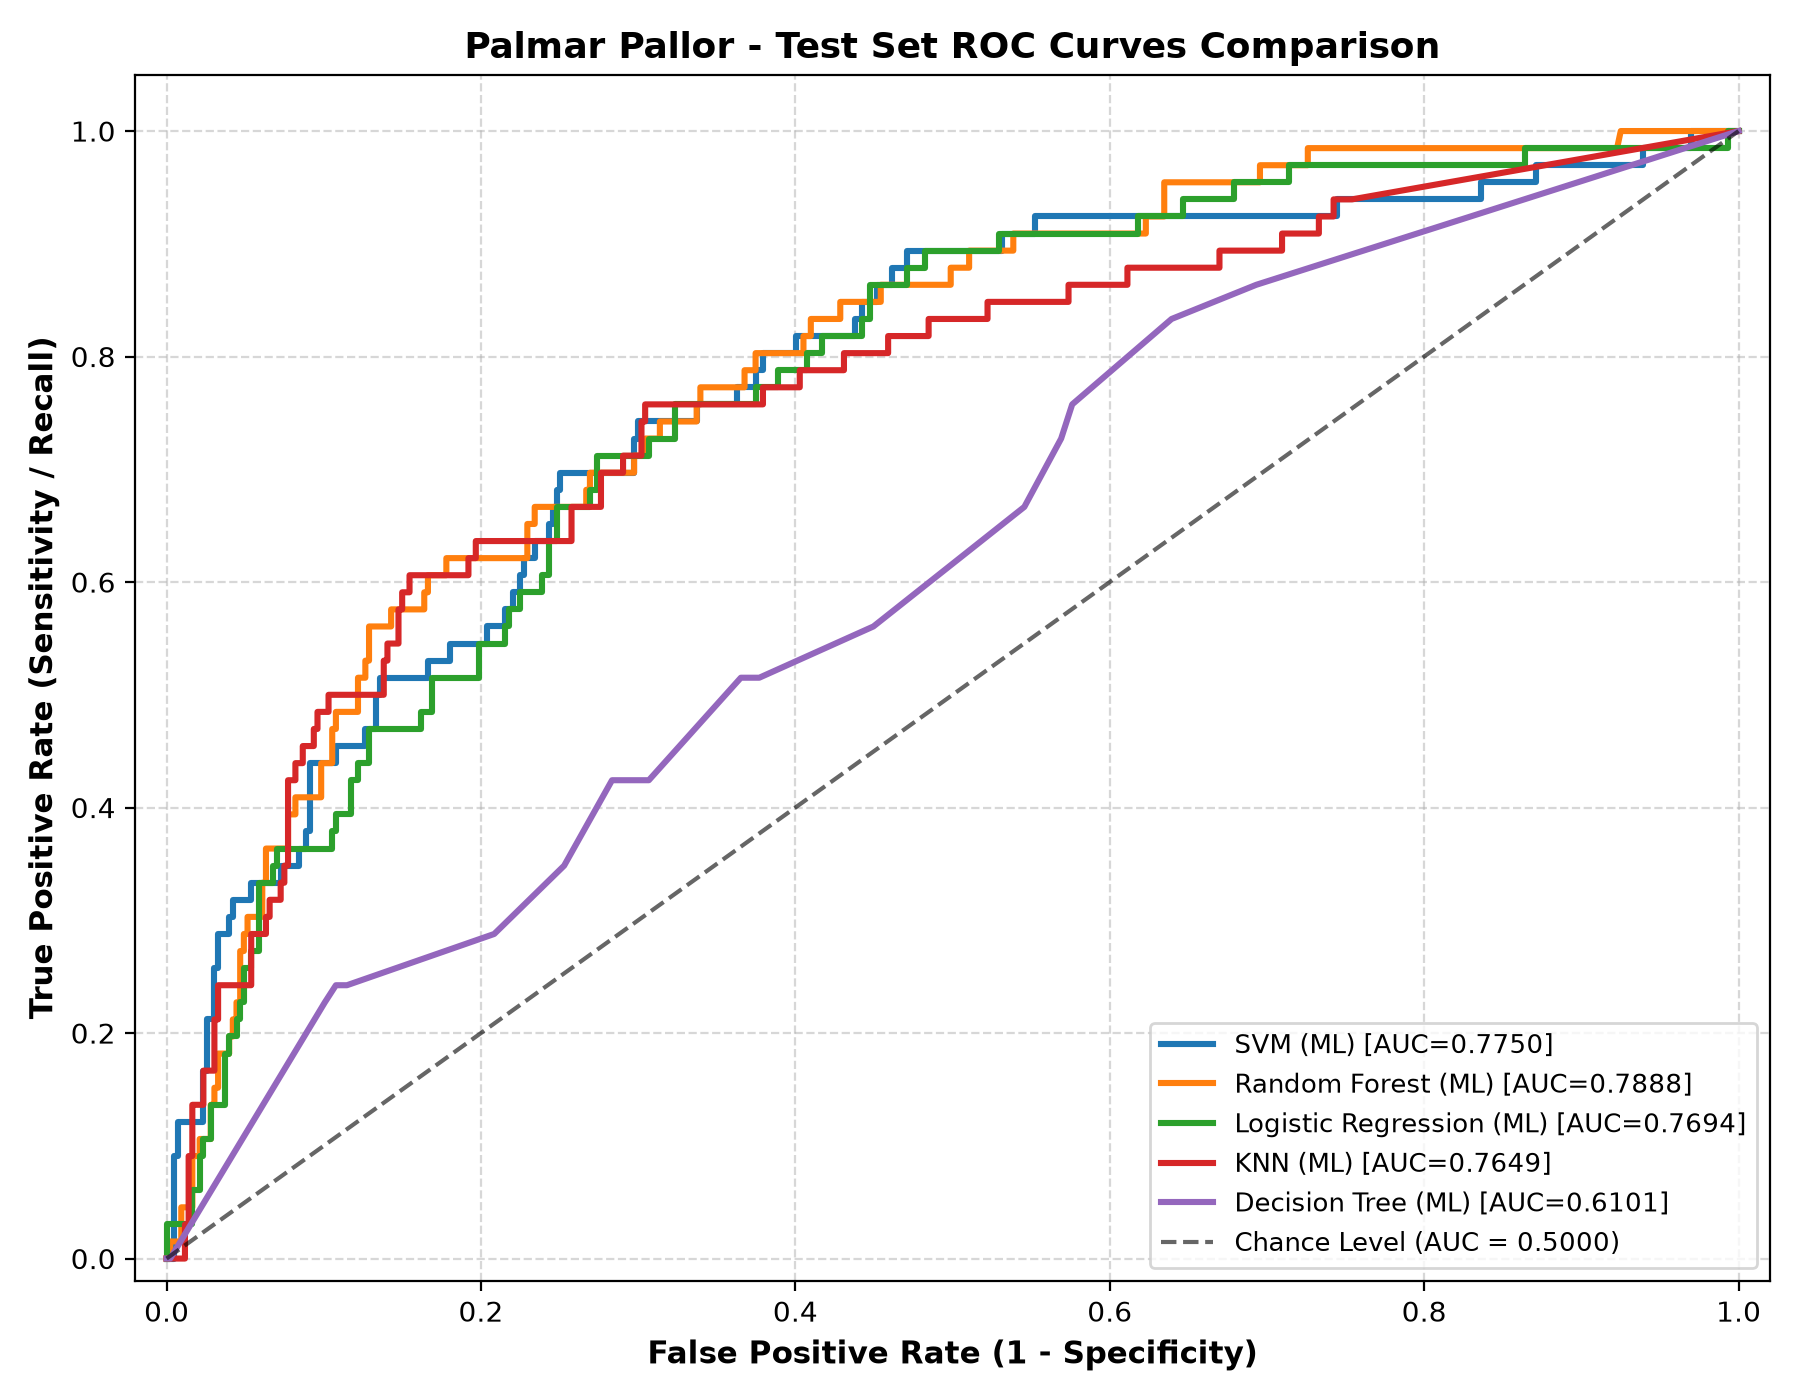 Palmar Pallor - Test Set ROC Curves Comparison
True Positive Rate (Sensitivity / Recall)
1.0
0.8
0.6
0.4
0.2
0.0
SVM (ML) [AUC=0.7750]
Random Forest (ML) [AUC=0.7888]
Logistic Regression (ML) [AUC=0.7694]
KNN (ML) [AUC=0.7649]
Decision Tree (ML) [AUC=0.6101]
Chance Level (AUC = 0.5000)
0.0 0.2 0.4 0.6 0.8 1.0
False Positive Rate (1 - Specificity)